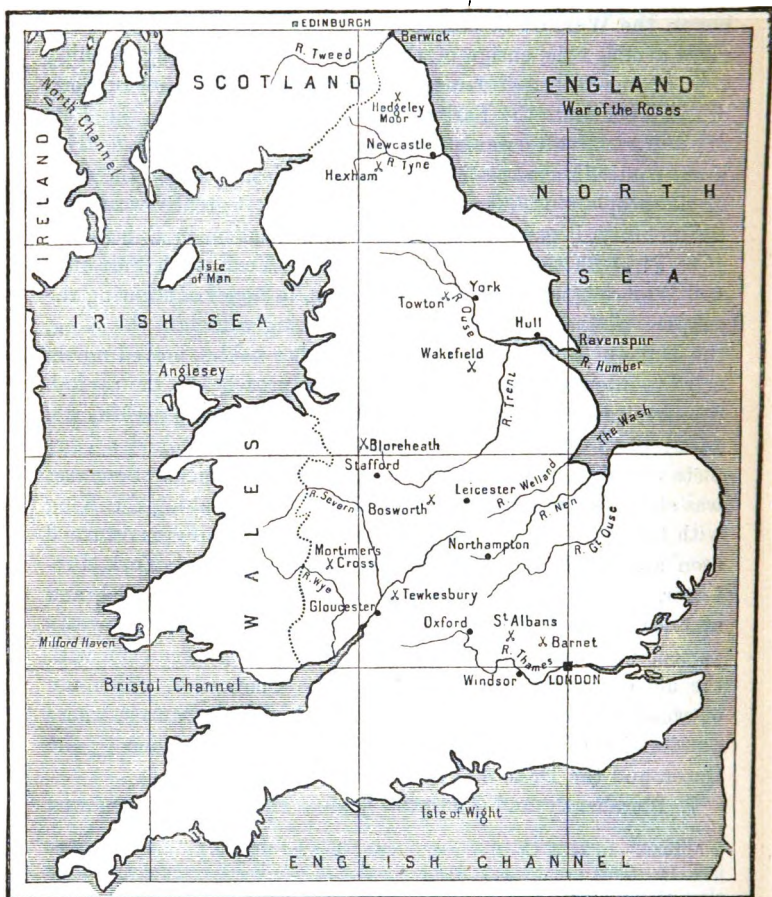 EDINBURGH
Berwick
R. Tweed
SCOTLAND
ENGLAND
War of the Roses
North Channel
Hedgeley
Moor
Newcastle
R. Tyne
Hexham
IRELAND
NORTH
SEA
Isle
of Man
York
Towton
R. Ouse
IRISH SEA
Hull
Ravenspur
Wakefield
R. Humber
Anglesey
R. Trent
The Wash
Bloreheath
Stafford
WALES
R. Severn
Bosworth
Leicester
R. Welland
R. Nen
Northampton
R. Gt. Ouse
Mortimer's
Cross
R. Wye
Tewkesbury
Gloucester
Oxford
St. Albans
Barnet
Milford Haven
R. Thames
Bristol Channel
Windsor
LONDON
Isle of Wight
ENGLISH CHANNEL